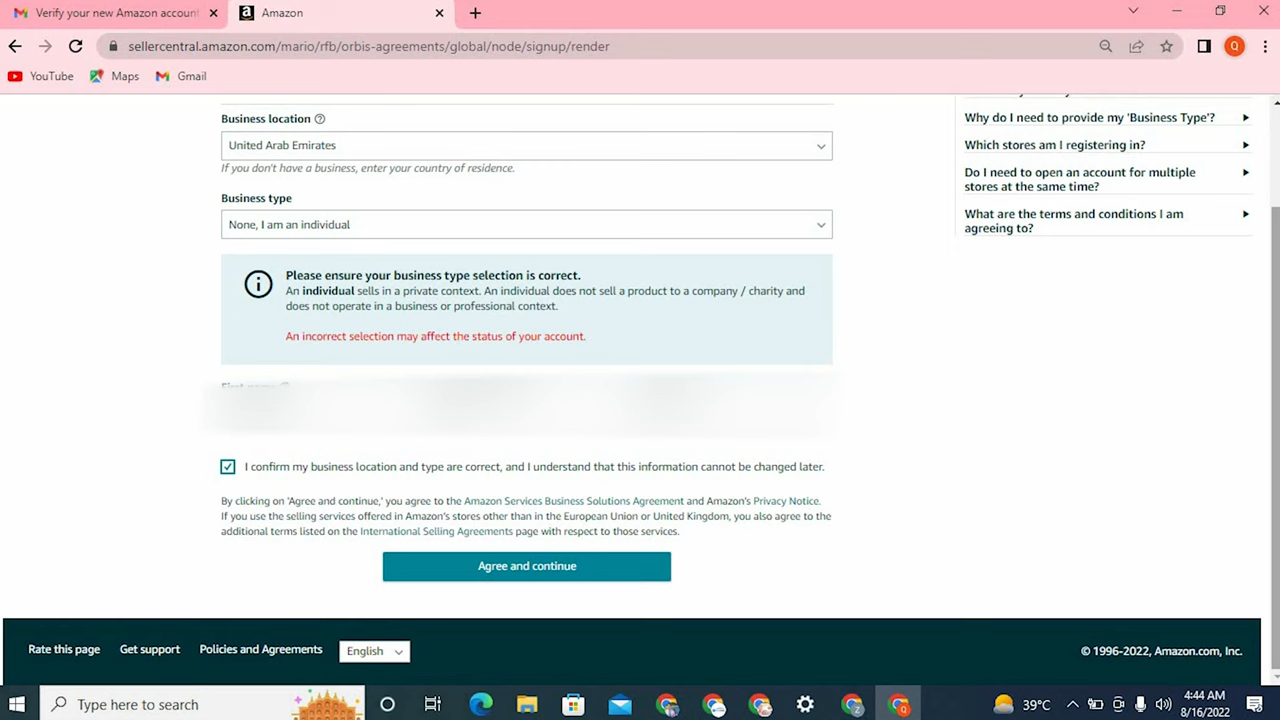 Verify your new Amazon account
Amazon
sellercentral.amazon.com/mario/rfb/orbis-agreements/global/node/signup/render
Q
YouTube
Maps
Gmail
Business location
United Arab Emirates
If you don't have a business, enter your country of residence.
Business type
None, I am an individual
Please ensure your business type selection is correct.
An individual sells in a private context. An individual does not sell a product to a company / charity and
does not operate in a business or professional context.
An incorrect selection may affect the status of your account.
I confirm my business location and type are correct, and I understand that this information cannot be changed later.
By clicking on 'Agree and continue,' you agree to the Amazon Services Business Solutions Agreement and Amazon's Privacy Notice.
If you use the selling services offered in Amazon's stores other than in the European Union or United Kingdom, you also agree to the
additional terms listed on the International Selling Agreements page with respect to those services.
Agree and continue
Why do I need to provide my 'Business Type'?
Which stores am I registering in?
Do I need to open an account for multiple
stores at the same time?
What are the terms and conditions I am
agreeing to?
Rate this page
Get support
Policies and Agreements
English
© 1996-2022, Amazon.com, Inc.
Type here to search
39°C
4:44 AM
8/16/2022